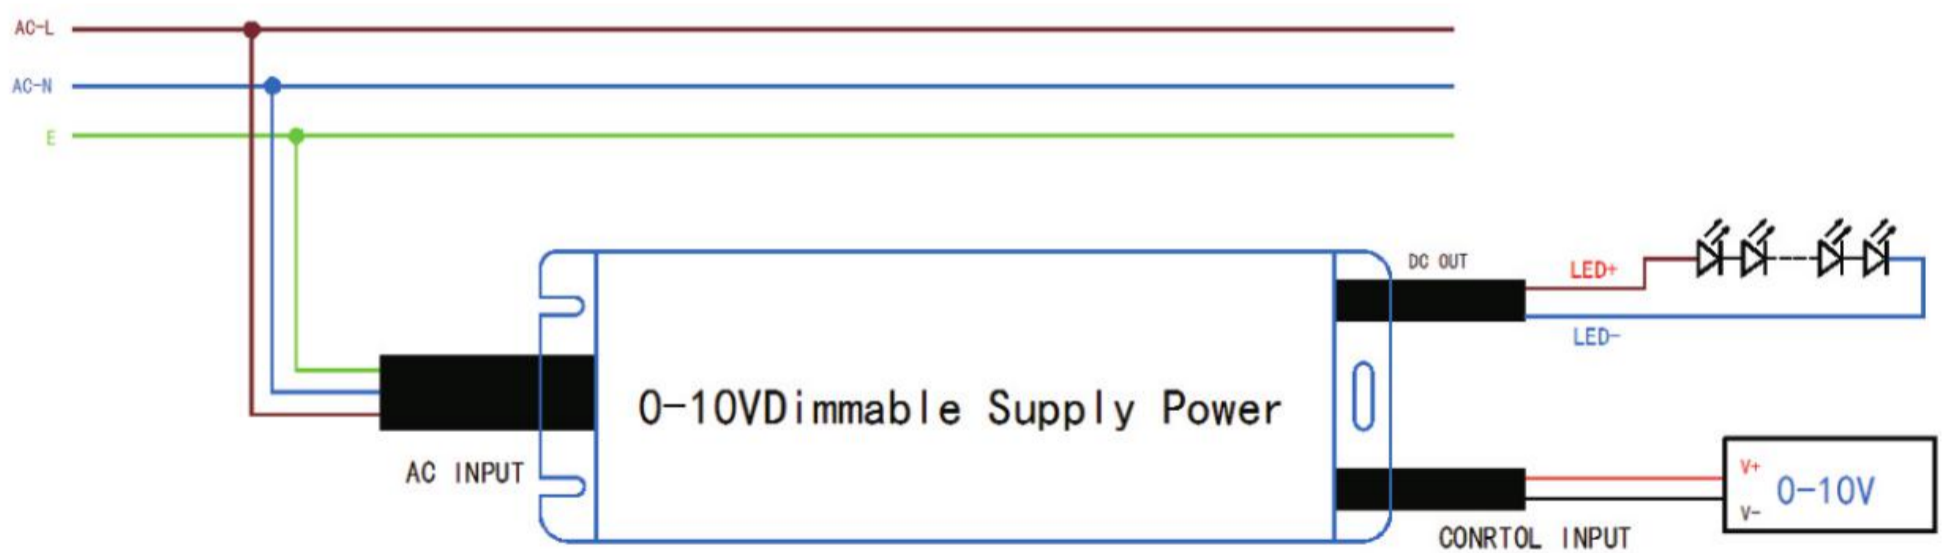 AC-L
AC-N
E
DC OUT
LED+
LED-
0-10VDimmable Supply Power
AC INPUT
V+
0-10V
V-
CONRTOL INPUT